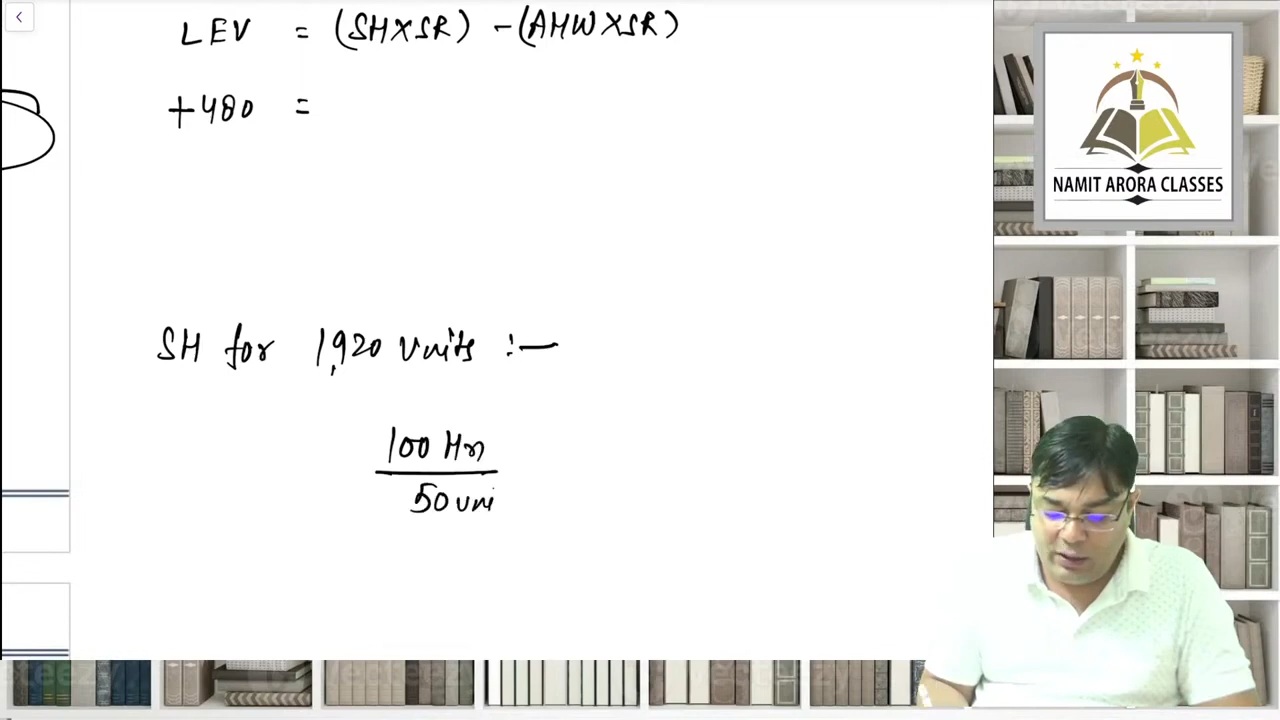 LEV = (SH×SR) - (AHW×SR)
+480 =
SH for 1,920 Units :-
100 Hrs
50 uni
NAMIT ARORA CLASSES